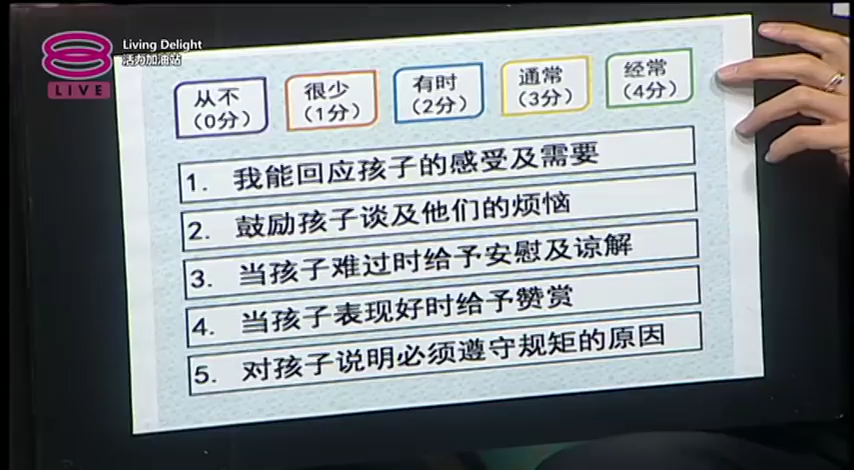 Living Delight
活力加油站
LIVE
从不 很少 有时 通常 经常
(0分) (1分) (2分) (3分) (4分)
1. 我能回应孩子的感受及需要
2. 鼓励孩子谈及他们的烦恼
3. 当孩子难过时给予安慰及谅解
4. 当孩子表现好时给予赞赏
5. 对孩子说明必须遵守规矩的原因